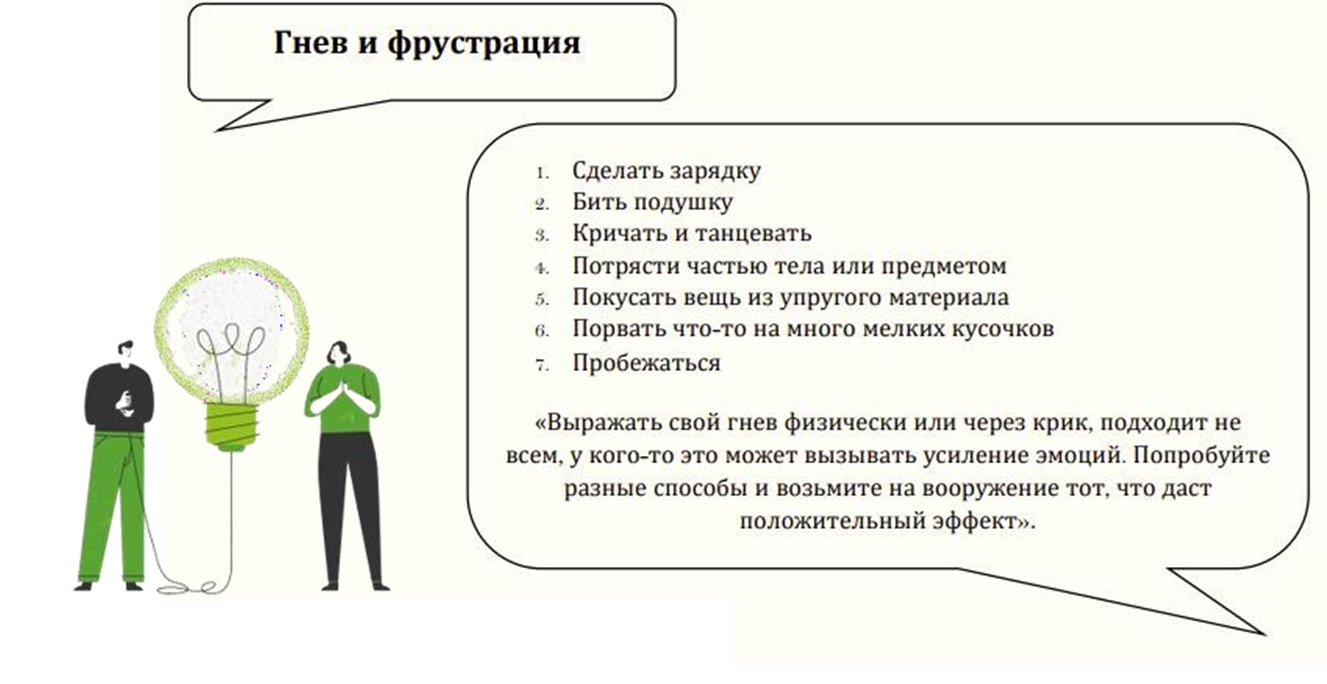 Гнев и фрустрация
1. Сделать зарядку
2. Бить подушку
3. Кричать и танцевать
4. Потрясти частью тела или предметом
5. Покусать вещь из упругого материала
6. Порвать что-то на много мелких кусочков
7. Пробежаться
«Выражать свой гнев физически или через крик, подходит не
всем, у кого-то это может вызывать усиление эмоций. Попробуйте
разные способы и возьмите на вооружение тот, что даст
положительный эффект».